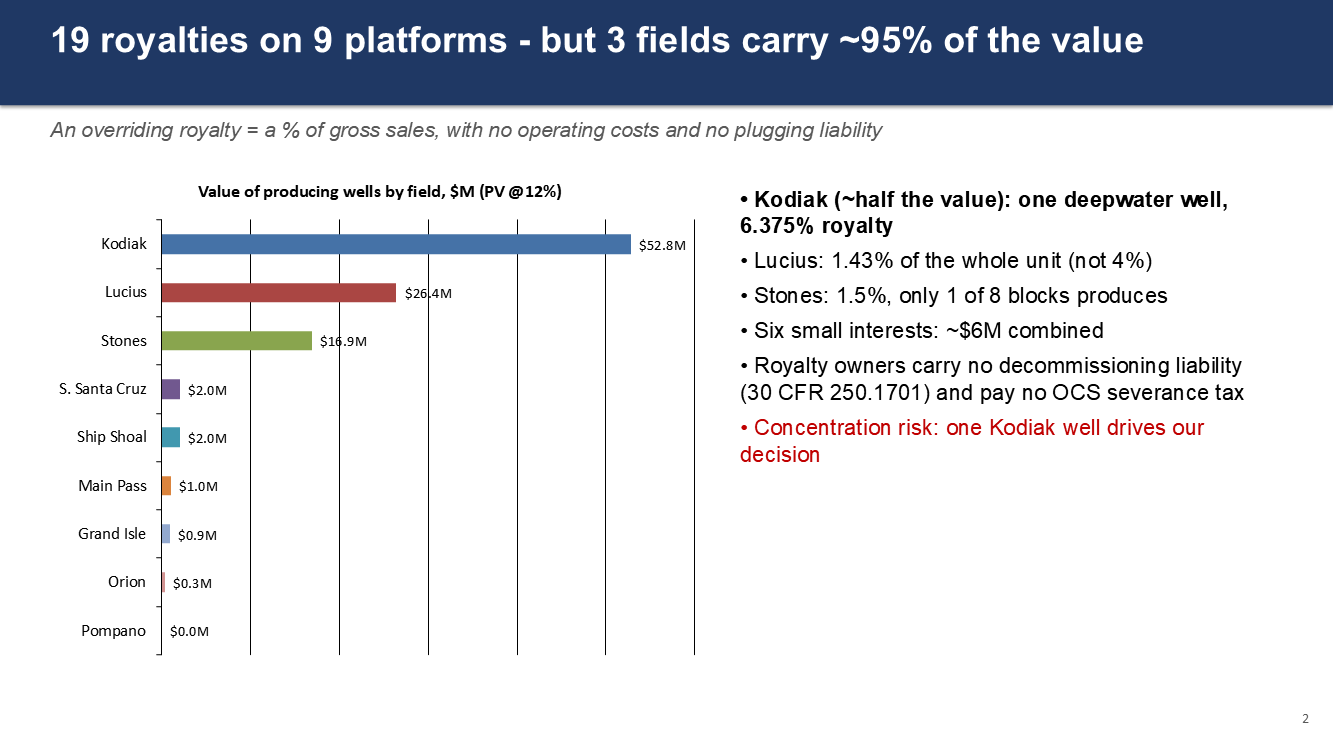 19 royalties on 9 platforms - but 3 fields carry ~95% of the value
An overriding royalty = a % of gross sales, with no operating costs and no plugging liability
Value of producing wells by field, $M (PV @12%)
Kodiak $52.8M
Lucius $26.4M
Stones $16.9M
S. Santa Cruz $2.0M
Ship Shoal $2.0M
Main Pass $1.0M
Grand Isle $0.9M
Orion $0.3M
Pompano $0.0M
• Kodiak (~half the value): one deepwater well,
6.375% royalty
• Lucius: 1.43% of the whole unit (not 4%)
• Stones: 1.5%, only 1 of 8 blocks produces
• Six small interests: ~$6M combined
• Royalty owners carry no decommissioning liability
(30 CFR 250.1701) and pay no OCS severance tax
• Concentration risk: one Kodiak well drives our
decision
2